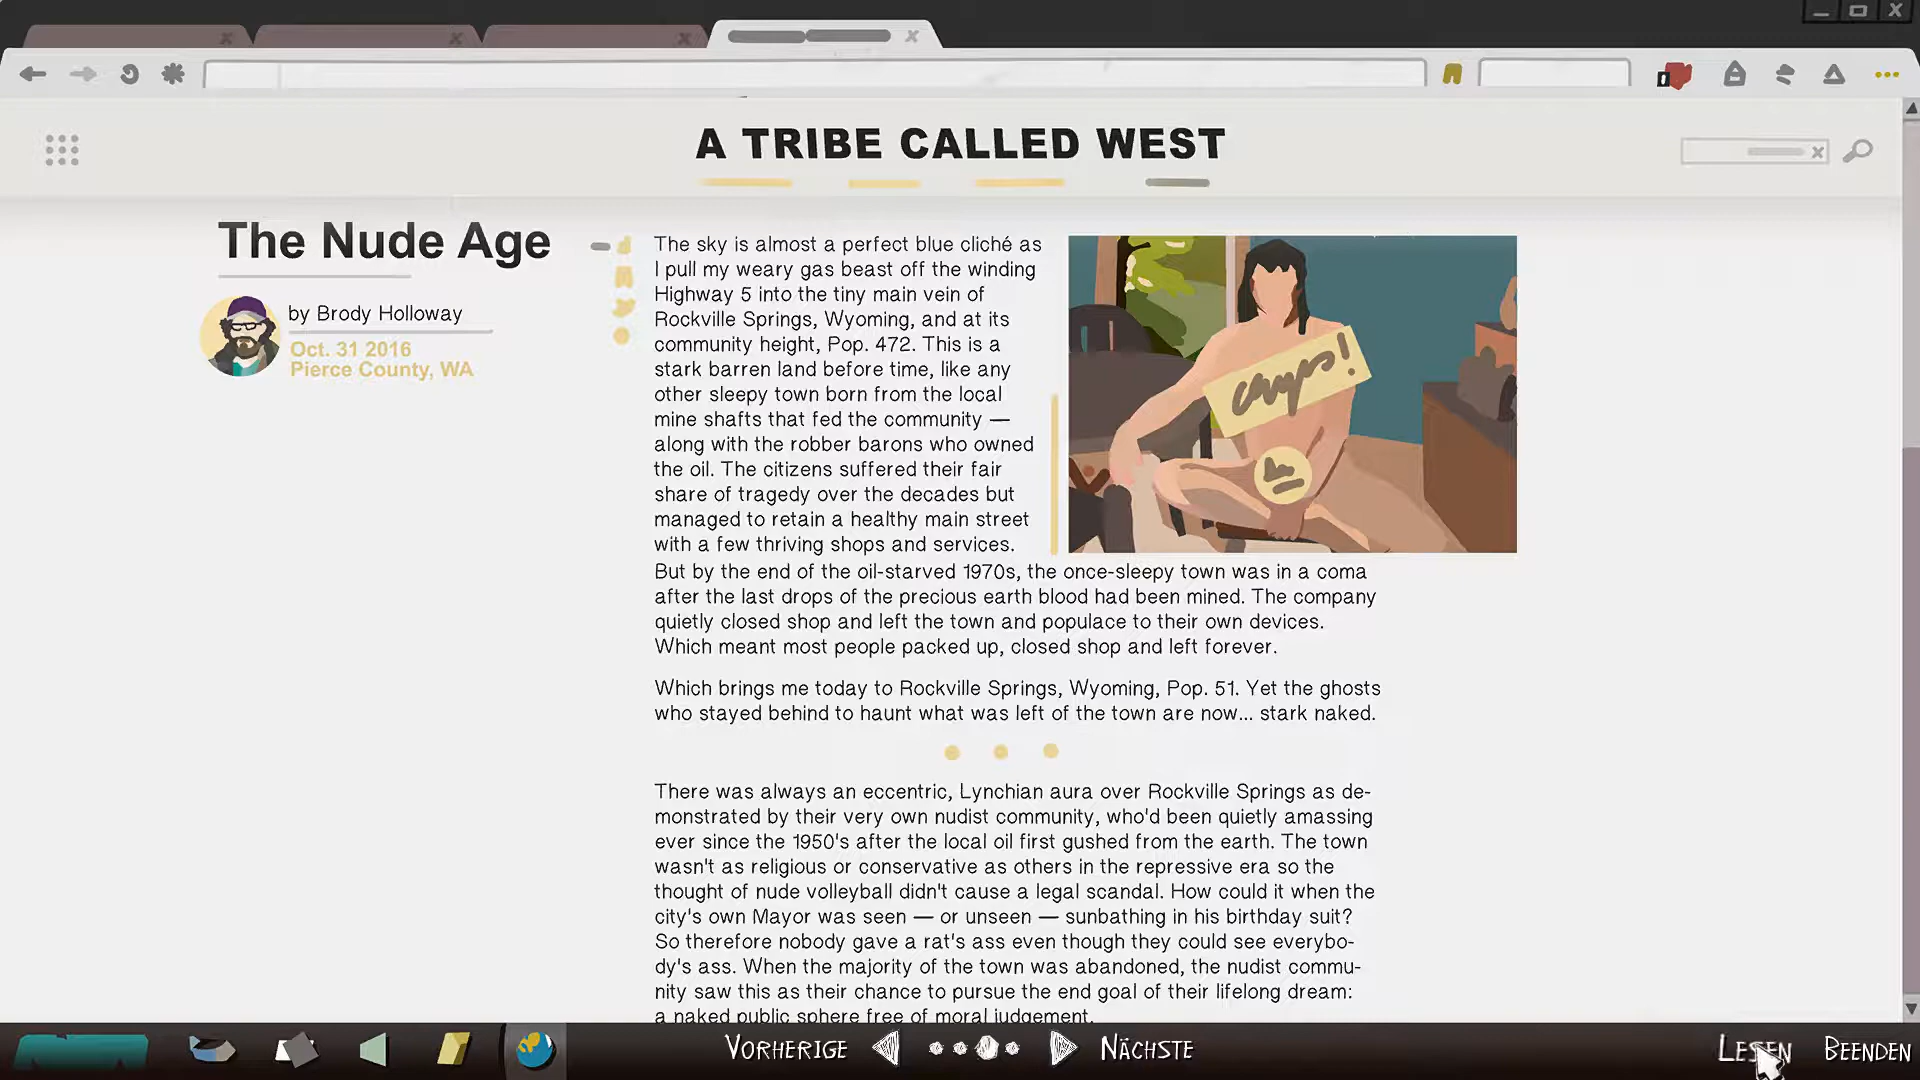 A TRIBE CALLED WEST
The Nude Age
by Brody Holloway
Oct. 31 2016
Pierce County, WA
The sky is almost a perfect blue cliché as
I pull my weary gas beast off the winding
Highway 5 into the tiny main vein of
Rockville Springs, Wyoming, and at its
community height, Pop. 472. This is a
stark barren land before time, like any
other sleepy town born from the local
mine shafts that fed the community —
along with the robber barons who owned
the oil. The citizens suffered their fair
share of tragedy over the decades but
managed to retain a healthy main street
with a few thriving shops and services.
But by the end of the oil-starved 1970s, the once-sleepy town was in a coma
after the last drops of the precious earth blood had been mined. The company
quietly closed shop and left the town and populace to their own devices.
Which meant most people packed up, closed shop and left forever.
Which brings me today to Rockville Springs, Wyoming, Pop. 51. Yet the ghosts
who stayed behind to haunt what was left of the town are now... stark naked.
There was always an eccentric, Lynchian aura over Rockville Springs as de-
monstrated by their very own nudist community, who'd been quietly amassing
ever since the 1950's after the local oil first gushed from the earth. The town
wasn't as religious or conservative as others in the repressive era so the
thought of nude volleyball didn't cause a legal scandal. How could it when the
city's own Mayor was seen — or unseen — sunbathing in his birthday suit?
So therefore nobody gave a rat's ass even though they could see everybo-
dy's ass. When the majority of the town was abandoned, the nudist commu-
nity saw this as their chance to pursue the end goal of their lifelong dream:
a naked public sphere free of moral judgement.
VORHERIGE
NÄCHSTE
LESEN
BEENDEN